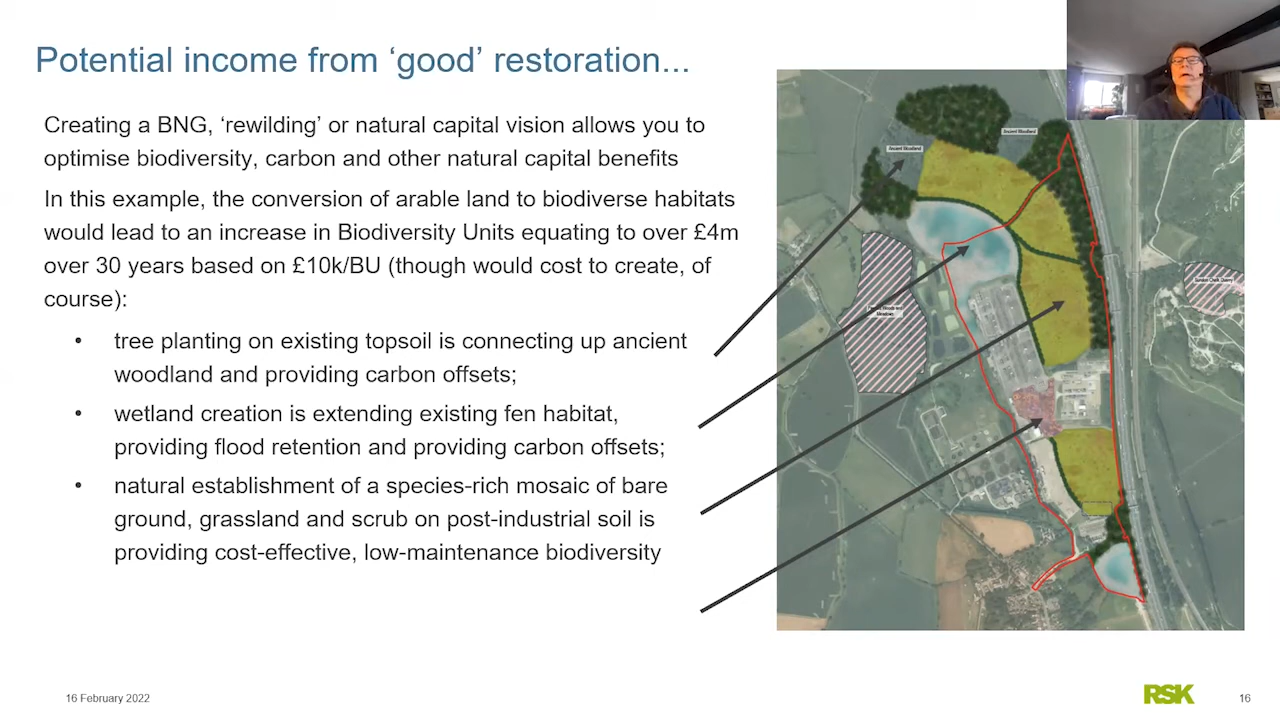 Potential income from ‘good’ restoration...
Creating a BNG, ‘rewilding’ or natural capital vision allows you to
optimise biodiversity, carbon and other natural capital benefits
In this example, the conversion of arable land to biodiverse habitats
would lead to an increase in Biodiversity Units equating to over £4m
over 30 years based on £10k/BU (though would cost to create, of
course):
• tree planting on existing topsoil is connecting up ancient
woodland and providing carbon offsets;
• wetland creation is extending existing fen habitat,
providing flood retention and providing carbon offsets;
• natural establishment of a species-rich mosaic of bare
ground, grassland and scrub on post-industrial soil is
providing cost-effective, low-maintenance biodiversity
Ancient Woodland
Ancient Woodland
16 February 2022
RSK
16